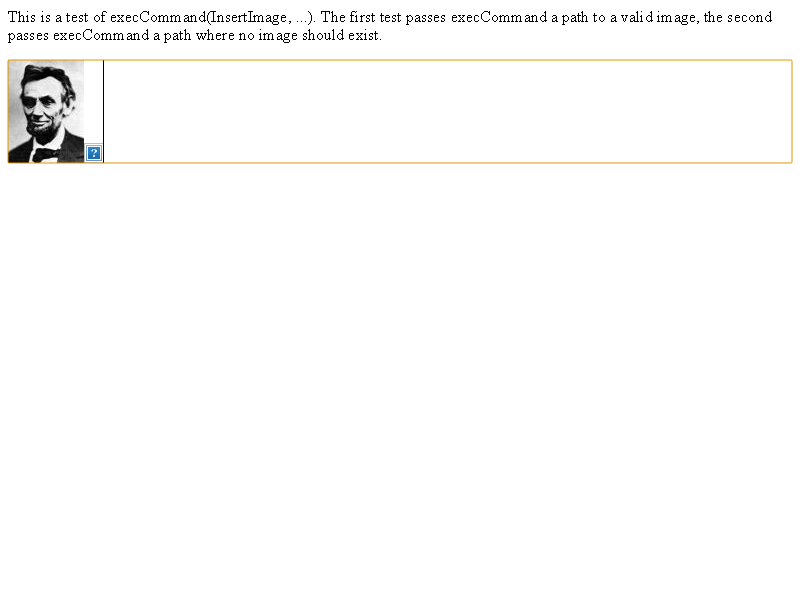 This is a test of execCommand(InsertImage, ...). The first test passes execCommand a path to a valid image, the second
passes execCommand a path where no image should exist.
?